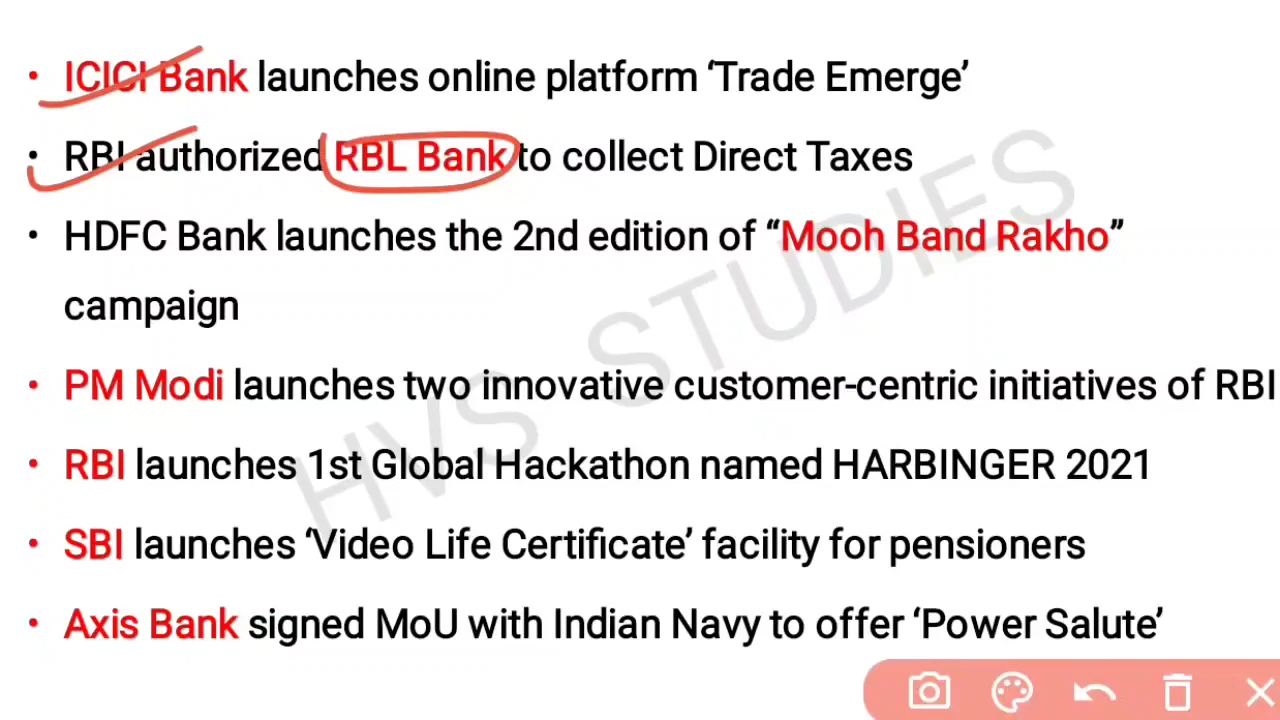 • ICICI Bank launches online platform ‘Trade Emerge’
• RBI authorized RBL Bank to collect Direct Taxes
• HDFC Bank launches the 2nd edition of “Mooh Band Rakho”
campaign
• PM Modi launches two innovative customer-centric initiatives of RBI
• RBI launches 1st Global Hackathon named HARBINGER 2021
• SBI launches ‘Video Life Certificate’ facility for pensioners
• Axis Bank signed MoU with Indian Navy to offer ‘Power Salute’
HVS STUDIES